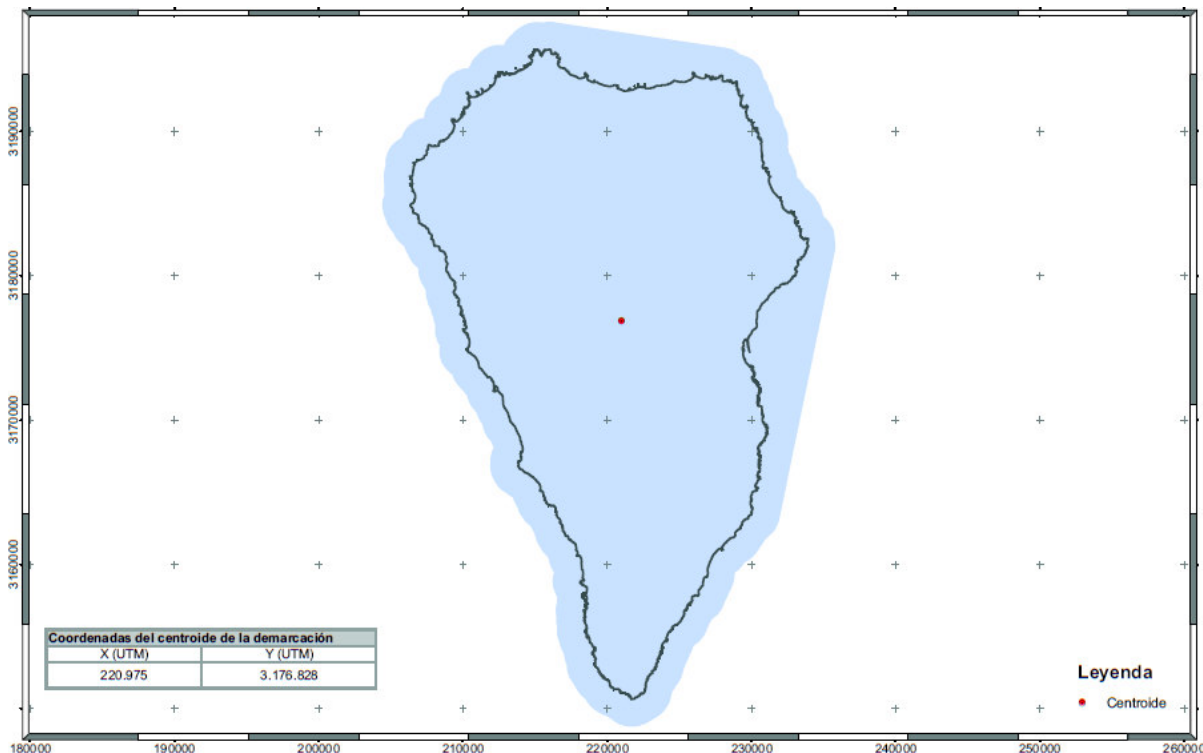 3190000
3180000
3170000
3160000
Coordenadas del centroide de la demarcación
X (UTM) Y (UTM)
220.975 3.176.828
Leyenda
Centroide
180000 190000 200000 210000 220000 230000 240000 250000 260000